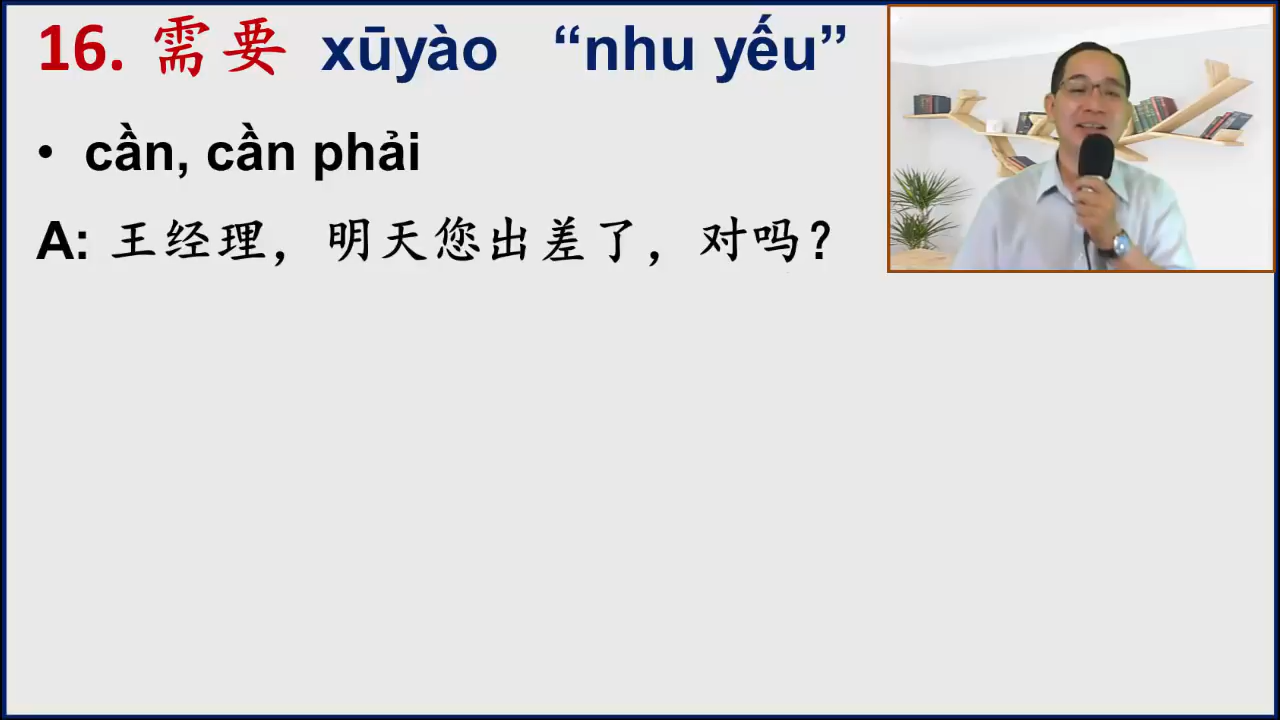 16. 需要 xūyào “nhu yếu”
• cần, cần phải
A: 王经理，明天您出差了，对吗？